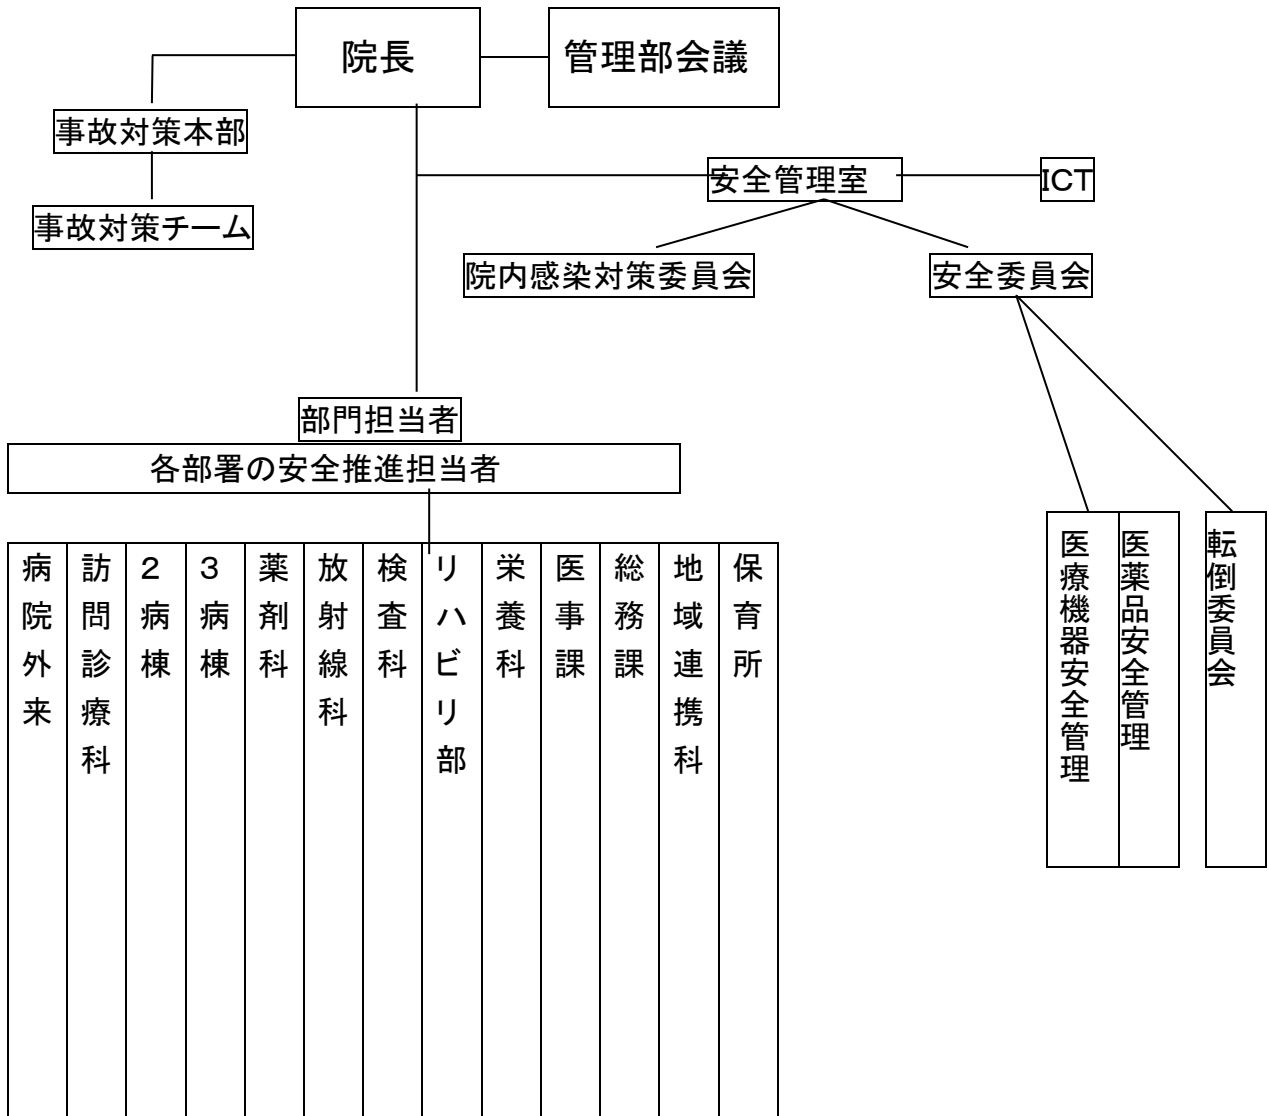 院長
管理部会議
事故対策本部
安全管理室
ICT
事故対策チーム
院内感染対策委員会
安全委員会
部門担当者
各部署の安全推進担当者
病院外来
訪問診療科
２病棟
３病棟
薬剤科
放射線科
検査科
リハビリ部
栄養科
医事課
総務課
地域連携科
保育所
医療機器安全管理
医薬品安全管理
転倒委員会